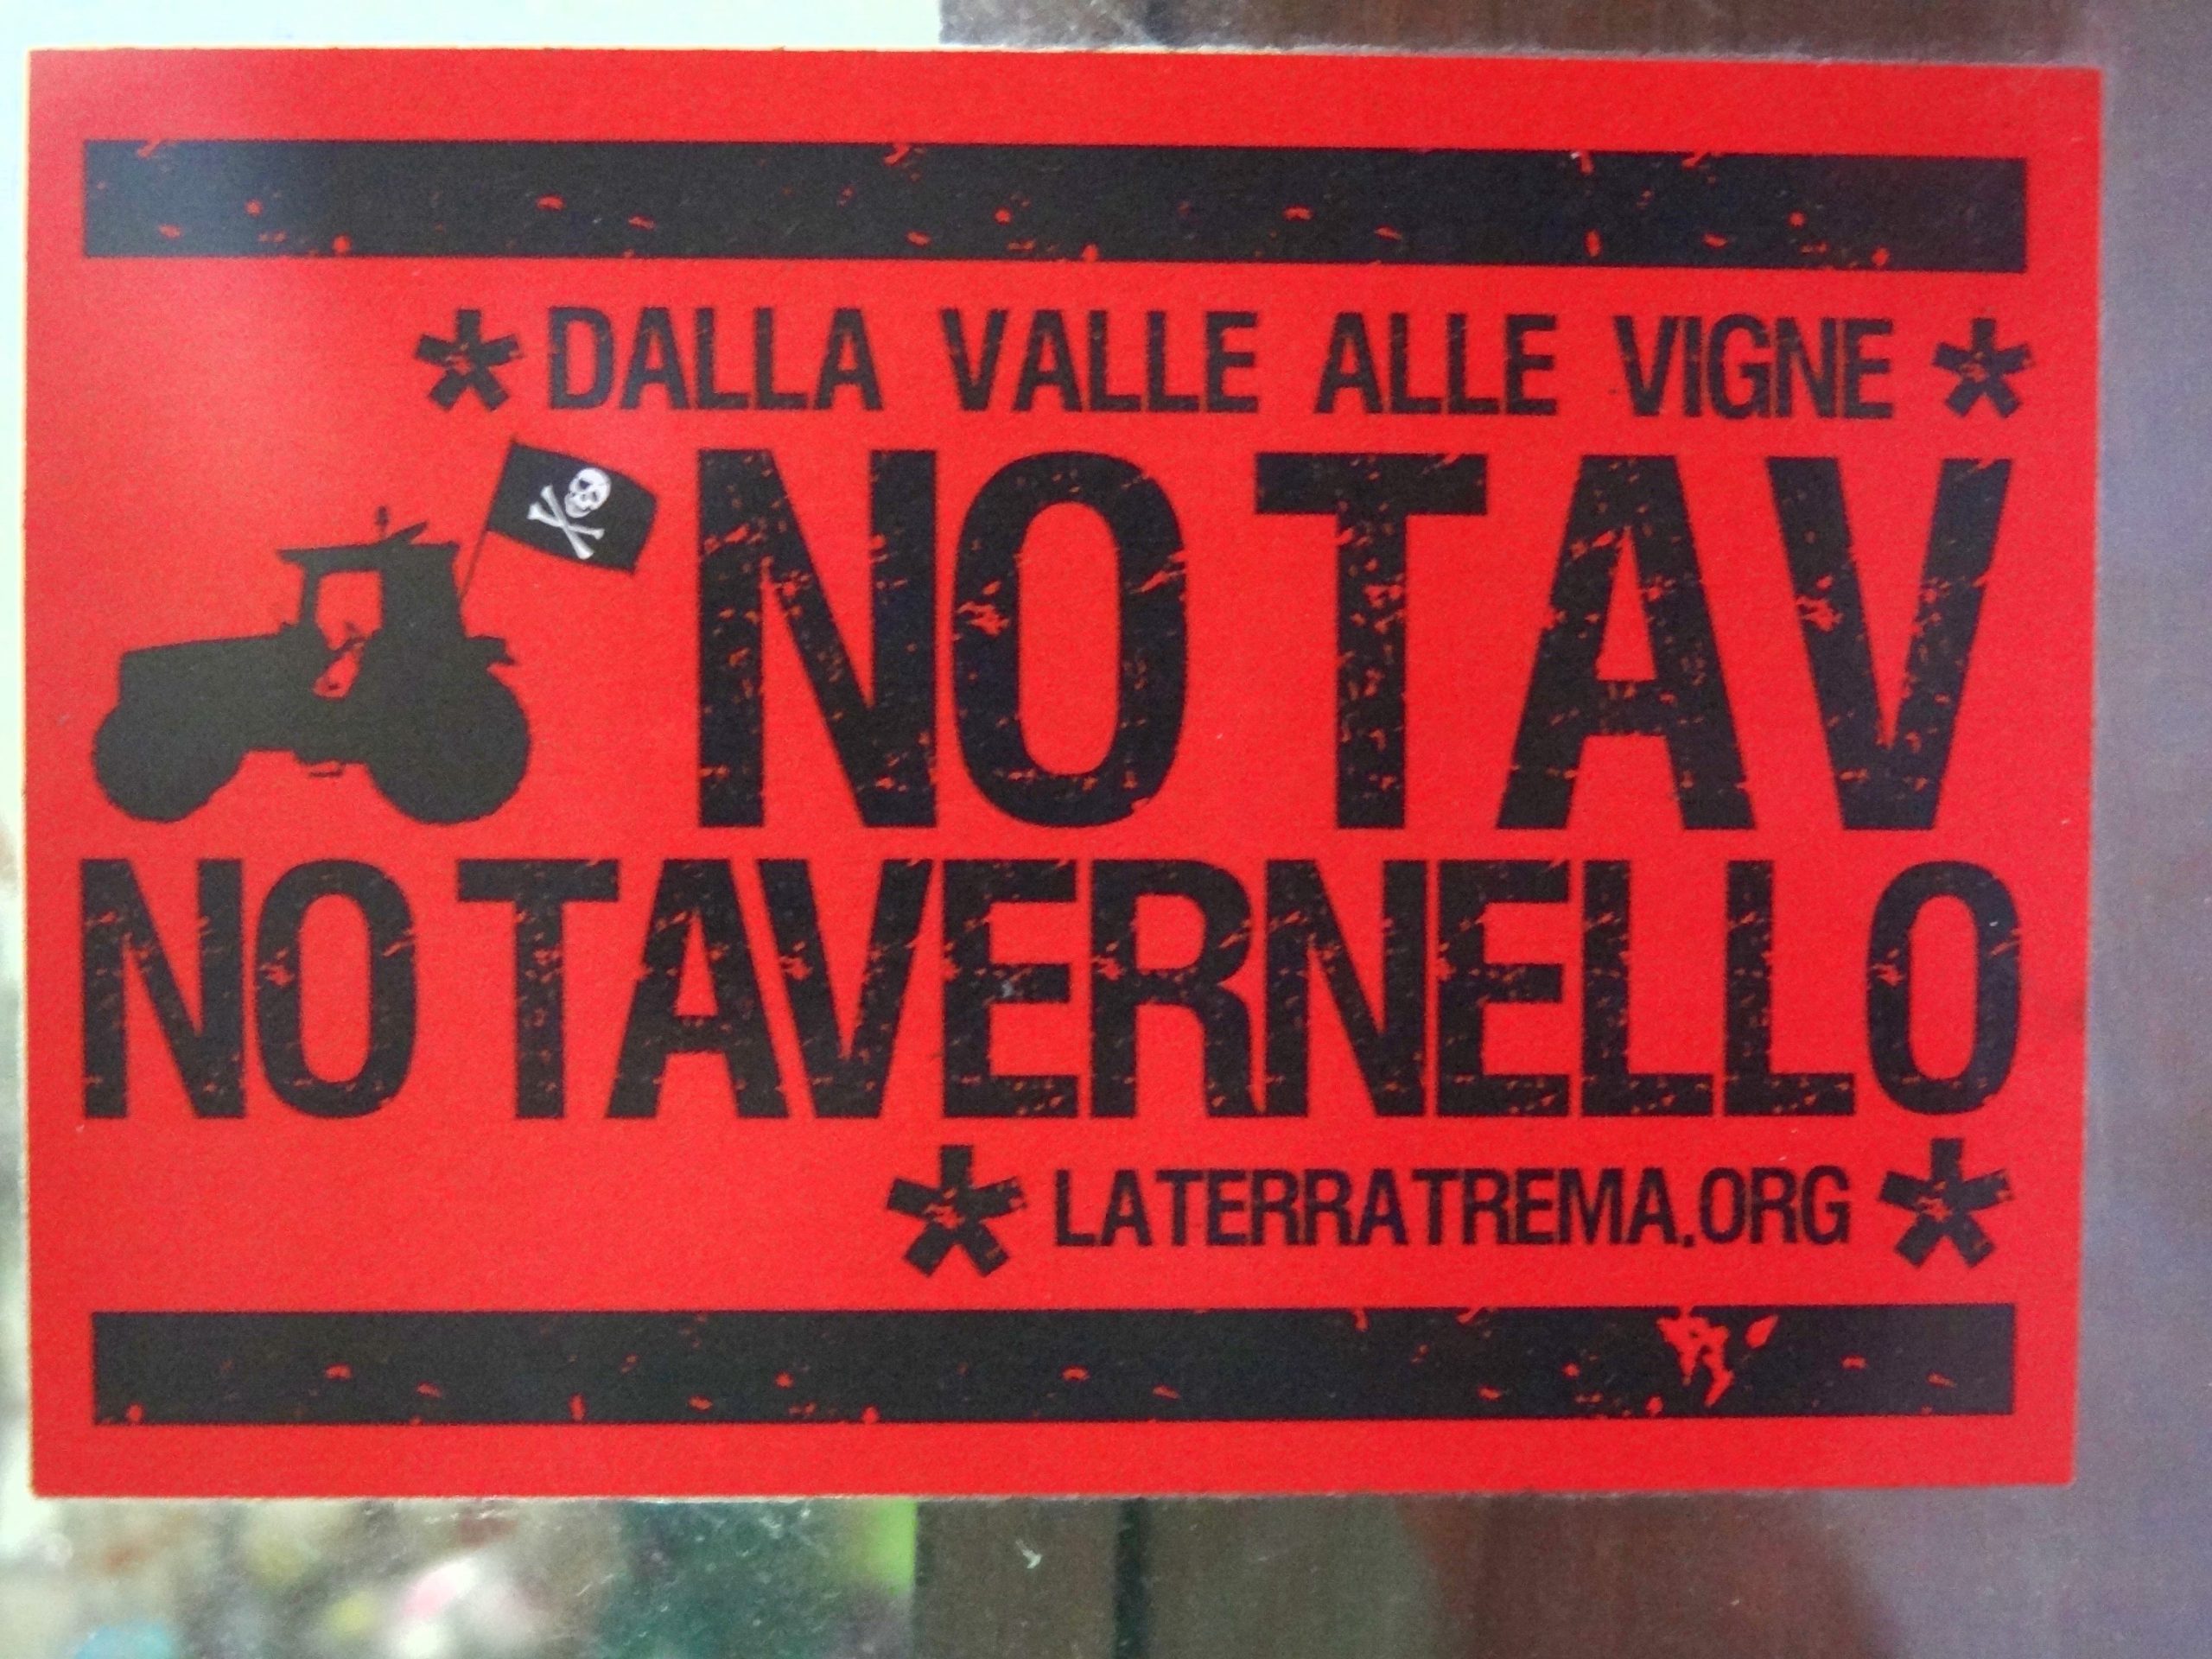 * DALLA VALLE ALLE VIGNE *
NO TAV
NO TAVERNELLO
* LATERRATREMA.ORG *